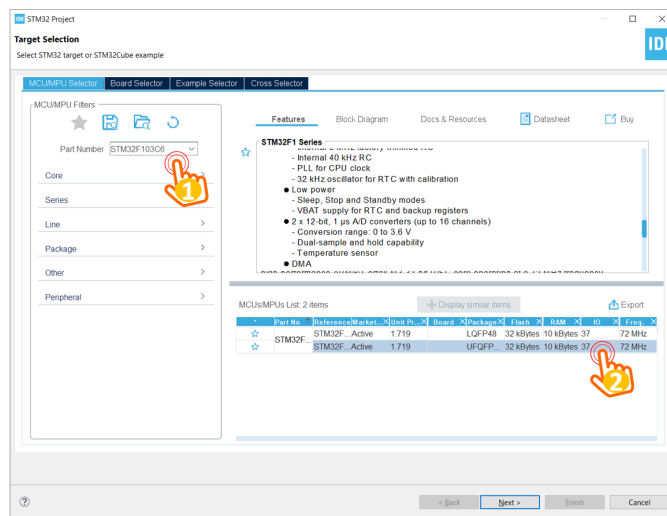 IDE STM32 Project
Target Selection
Select STM32 target or STM32Cube example
IDE
MCU/MPU Selector Board Selector Example Selector Cross Selector
MCU/MPU Filters
Part Number STM32F103C6
Core
Series
Line
Package
Other
Peripheral
1
Features Block Diagram Docs & Resources Datasheet Buy
STM32F1 Series
- Internal 40 kHz RC
- PLL for CPU clock
- 32 kHz oscillator for RTC with calibration
● Low power
- Sleep, Stop and Standby modes
- VBAT supply for RTC and backup registers
● 2 x 12-bit, 1 µs A/D converters (up to 16 channels)
- Conversion range: 0 to 3.6 V
- Dual-sample and hold capability
- Temperature sensor
● DMA
MCUs/MPUs List: 2 items Display similar items Export
* Part No Reference Market... Unit Pr... Board Package Flash RAM IO Freq.
STM32F... STM32F... Active 1.719 LQFP48 32 kBytes 10 kBytes 37 72 MHz
STM32F... Active 1.719 UFQFP... 32 kBytes 10 kBytes 37 72 MHz
2
? < Back Next > Finish Cancel